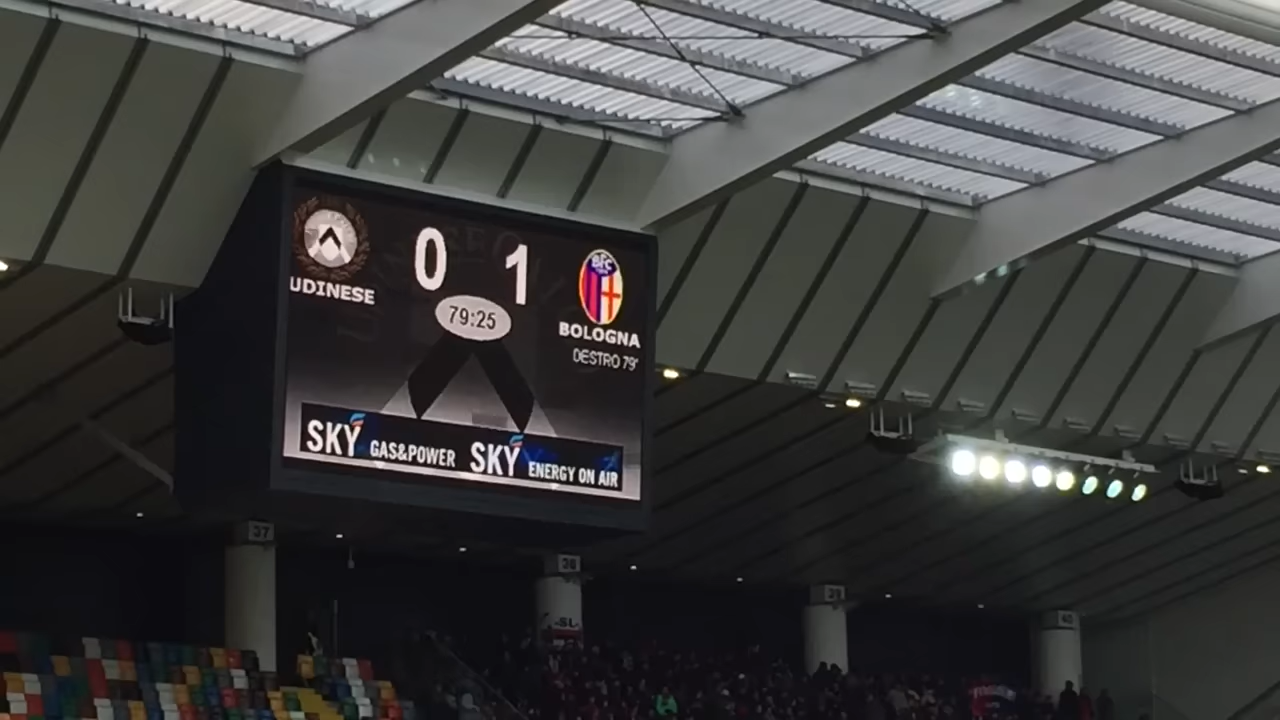 0 1
UDINESE
BFC
79:25
BOLOGNA
DESTRO 79'
SKY GAS&POWER SKY ENERGY ON AIR
37
38
39
40